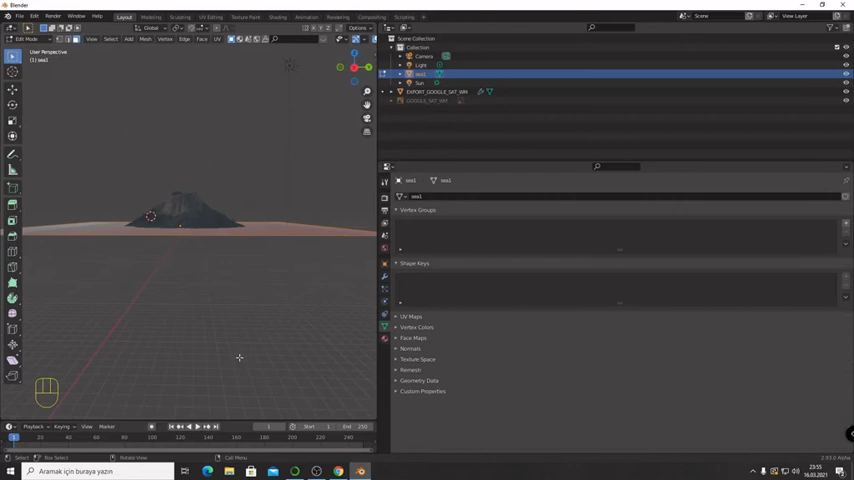 Blender
File Edit Render Window Help Layout Modeling Sculpting UV Editing Texture Paint Shading Animation Rendering Compositing Scripting Scene View Layer
Global Options
Edit Mode View Select Add Mesh Vertex Edge Face UV
User Perspective
(1) sea1
Scene Collection
Collection
Camera
Light
sea1
Sun
EXPORT_GOOGLE_SAT_WM
GOOGLE_SAT_WM
sea1 sea1
sea1
Vertex Groups
Shape Keys
UV Maps
Vertex Colors
Face Maps
Normals
Texture Space
Remesh
Geometry Data
Custom Properties
Playback Keying View Marker 1 Start 1 End 250
1 20 40 60 80 100 120 140 160 180 200 220 240
Select Box Select Rotate View Call Menu 2.93.0 Alpha
Aramak için buraya yazın
23:55
16.03.2021